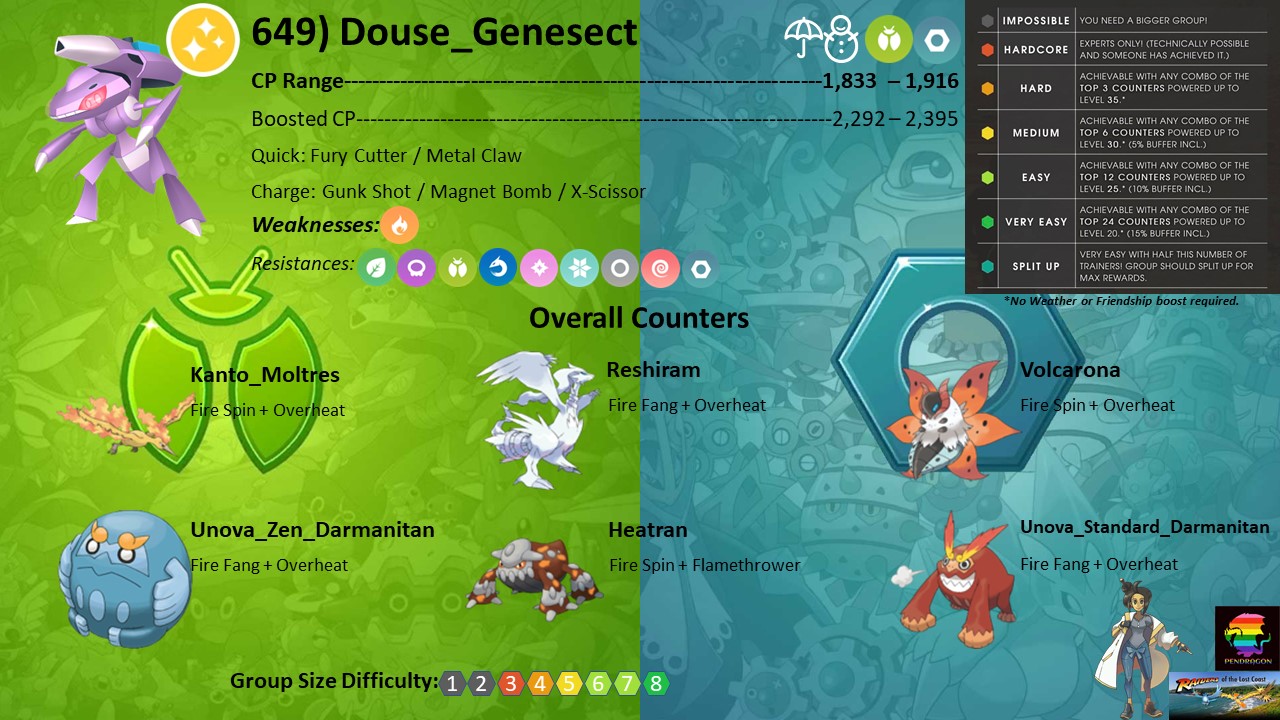 649) Douse_Genesect
CP Range---------------------------------------------------------------------1,833 – 1,916
Boosted CP---------------------------------------------------------------------2,292 – 2,395
Quick: Fury Cutter / Metal Claw
Charge: Gunk Shot / Magnet Bomb / X-Scissor
Weaknesses:
Resistances:
IMPOSSIBLE YOU NEED A BIGGER GROUP!
HARDCORE EXPERTS ONLY! (TECHNICALLY POSSIBLE
AND SOMEONE HAS ACHIEVED IT.)
HARD ACHIEVABLE WITH ANY COMBO OF THE
TOP 3 COUNTERS POWERED UP TO
LEVEL 35.*
MEDIUM ACHIEVABLE WITH ANY COMBO OF THE
TOP 6 COUNTERS POWERED UP TO
LEVEL 30.* (5% BUFFER INCL.)
EASY ACHIEVABLE WITH ANY COMBO OF THE
TOP 12 COUNTERS POWERED UP TO
LEVEL 25.* (10% BUFFER INCL.)
VERY EASY ACHIEVABLE WITH ANY COMBO OF THE
TOP 24 COUNTERS POWERED UP TO
LEVEL 20.* (15% BUFFER INCL.)
SPLIT UP VERY EASY WITH HALF THIS NUMBER OF
TRAINERS! GROUP SHOULD SPLIT UP FOR
MAX REWARDS.
*No Weather or Friendship boost required.
Overall Counters
Kanto_Moltres
Fire Spin + Overheat
Reshiram
Fire Fang + Overheat
Volcarona
Fire Spin + Overheat
Unova_Zen_Darmanitan
Fire Fang + Overheat
Heatran
Fire Spin + Flamethrower
Unova_Standard_Darmanitan
Fire Fang + Overheat
Group Size Difficulty: 1 2 3 4 5 6 7 8
PENDRAGON
RAIDERS of the Lost Coast